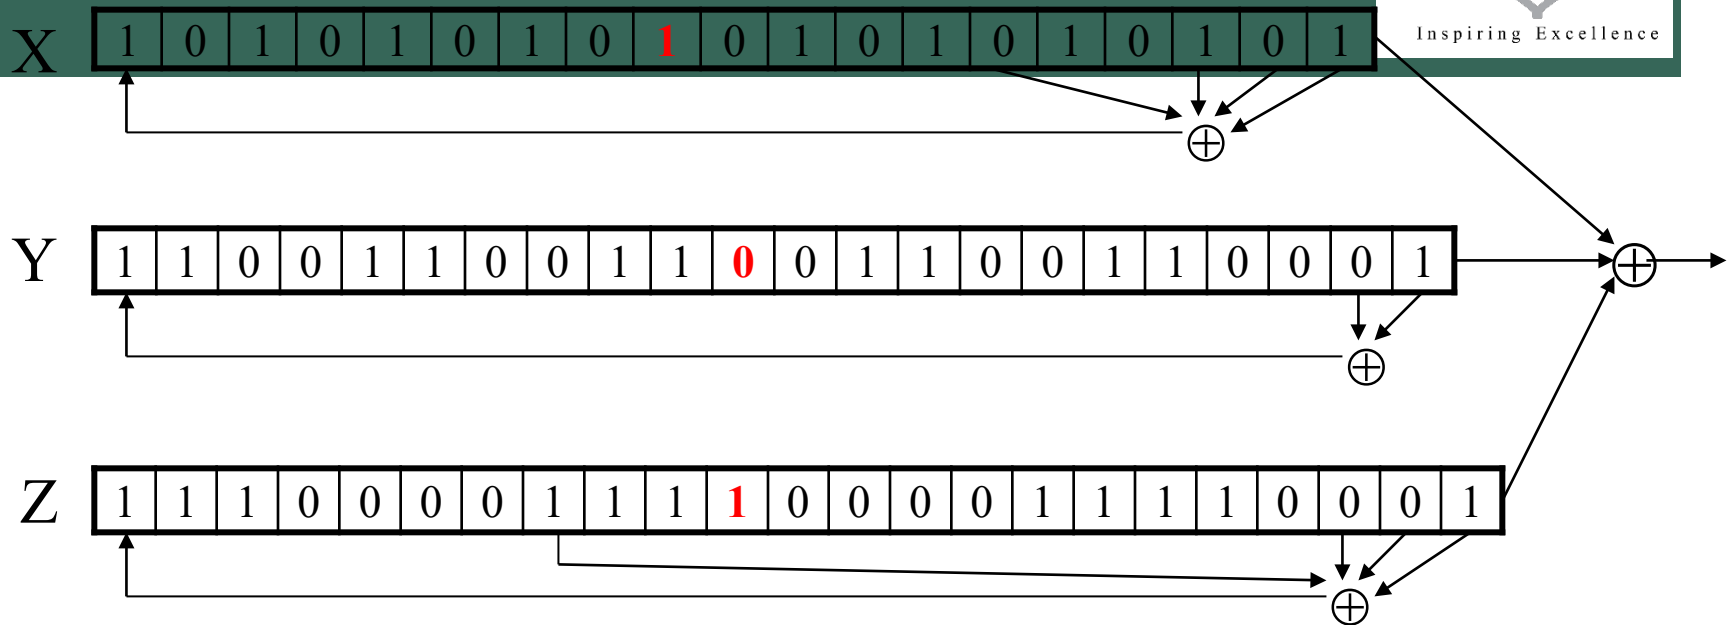 Inspiring Excellence
X 1 0 1 0 1 0 1 0 1 0 1 0 1 0 1 0 1 0 1
Y 1 1 0 0 1 1 0 0 1 1 0 0 1 1 0 0 1 1 0 0 0 1
Z 1 1 1 0 0 0 0 1 1 1 1 0 0 0 0 1 1 1 1 0 0 0 1